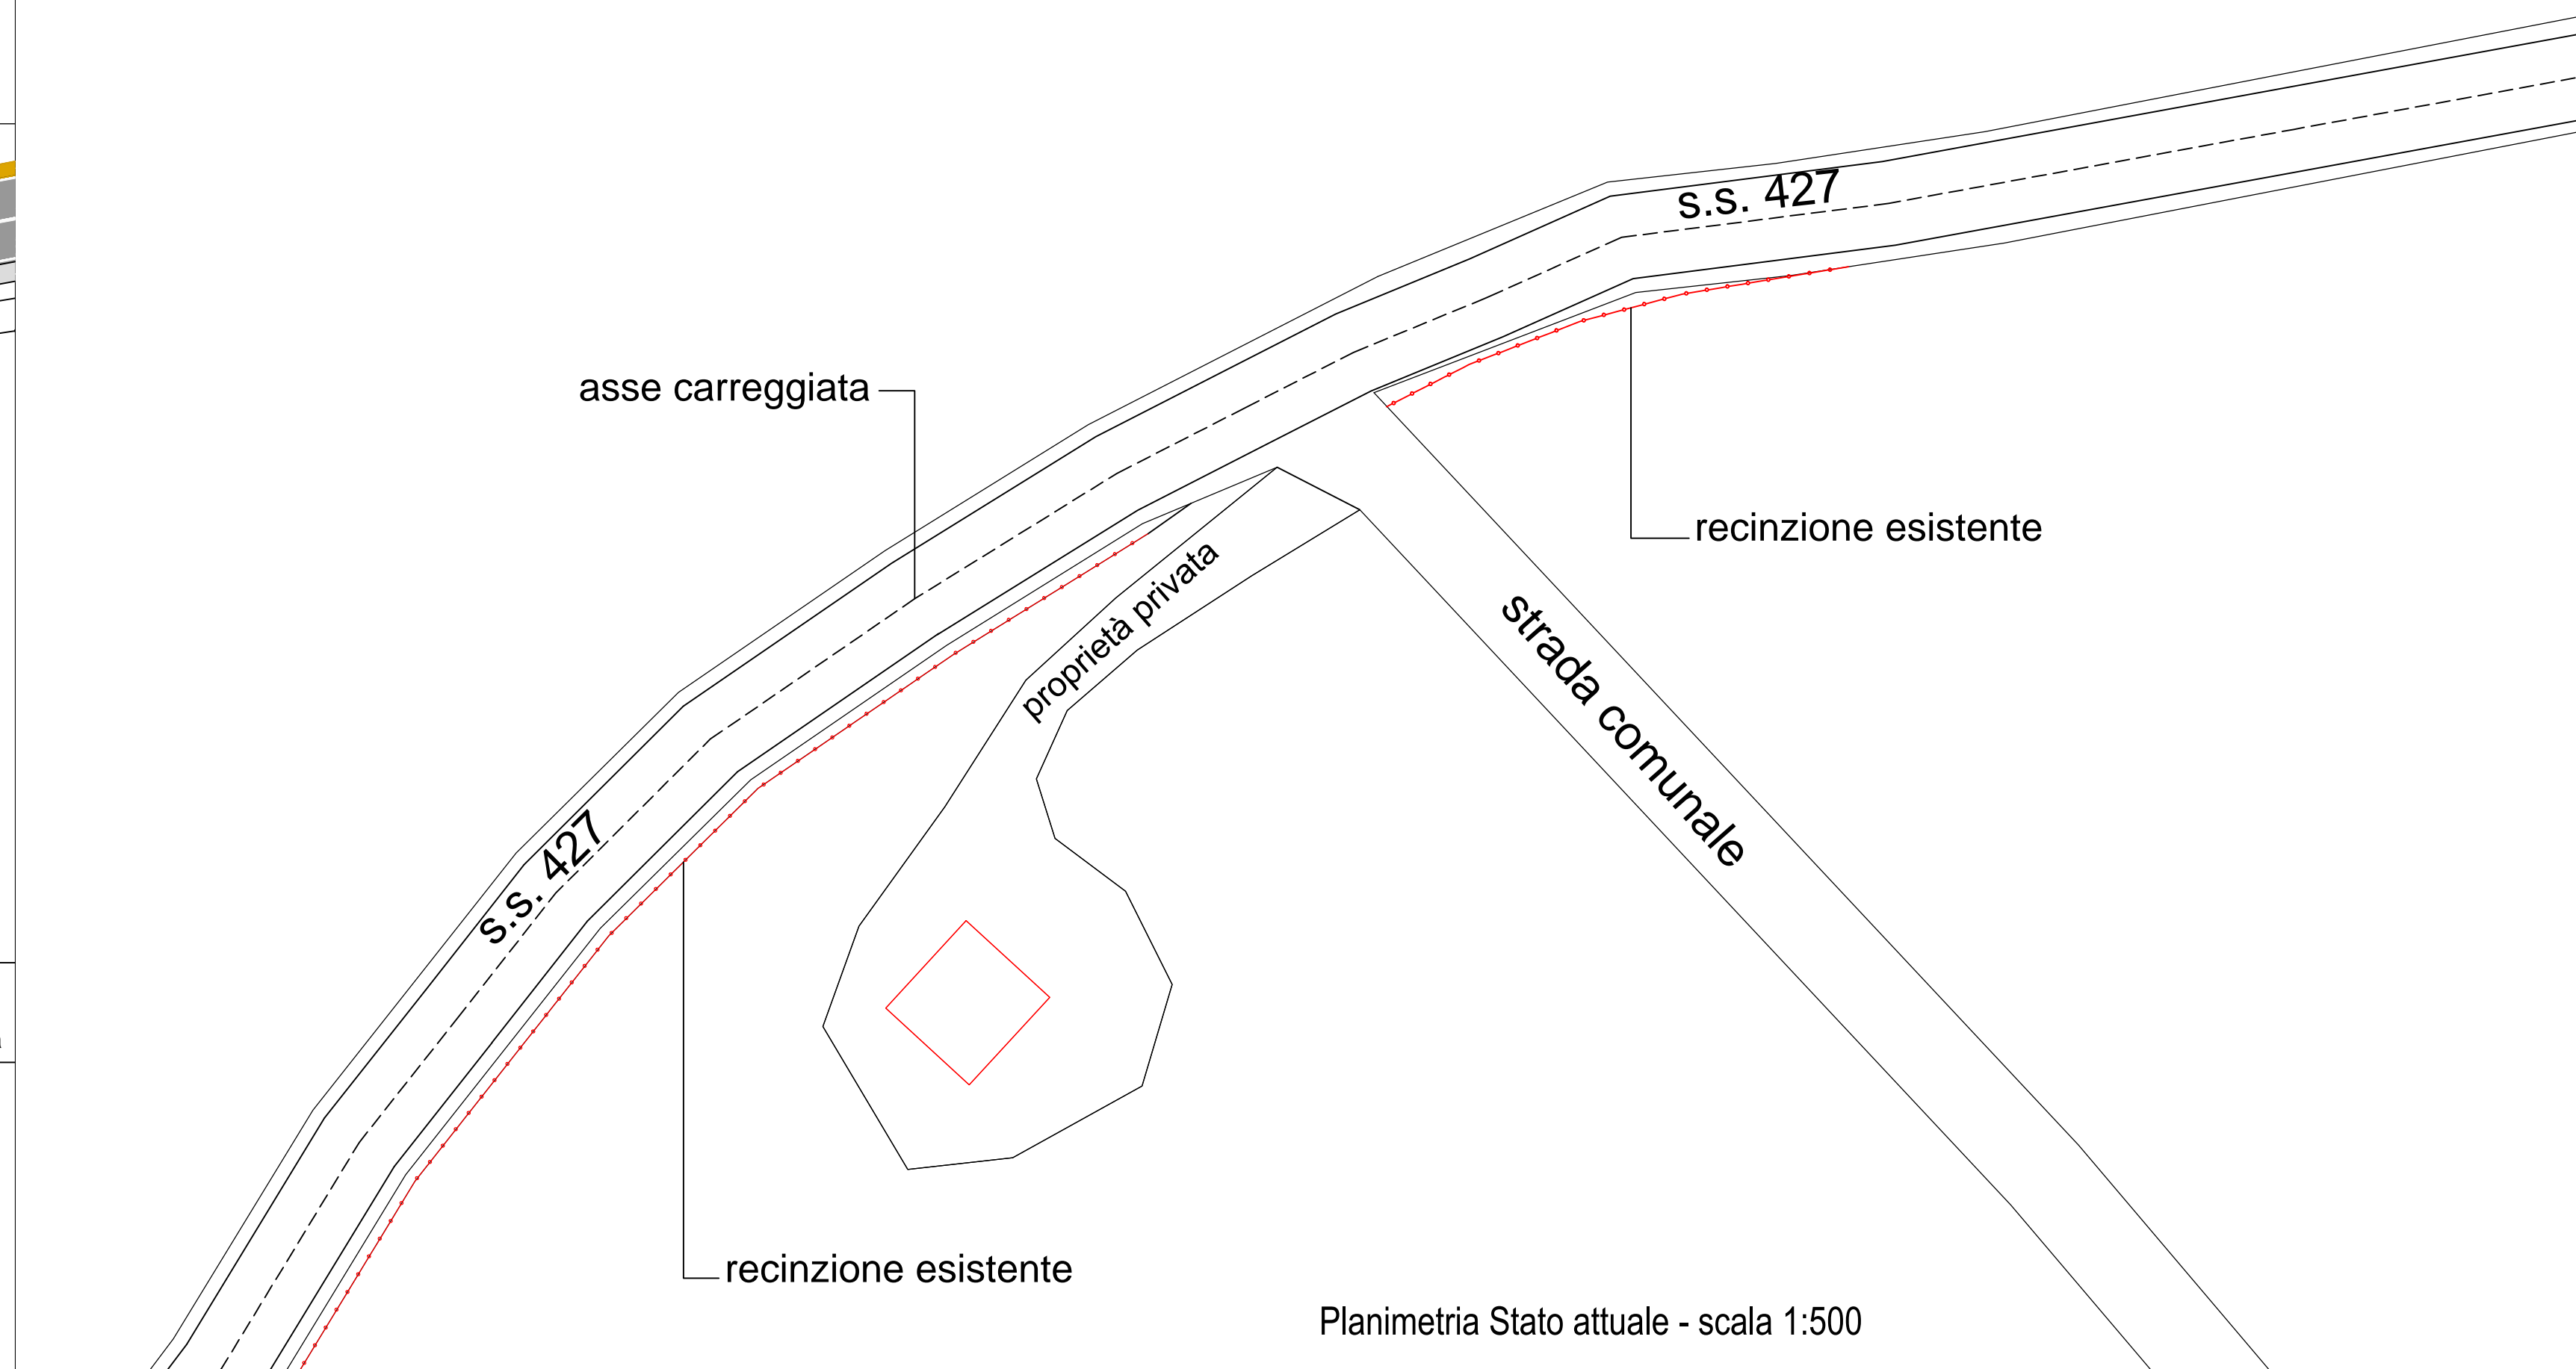 s.s. 427
asse carreggiata
recinzione esistente
proprietà privata
strada comunale
s.s. 427
recinzione esistente
Planimetria Stato attuale - scala 1:500